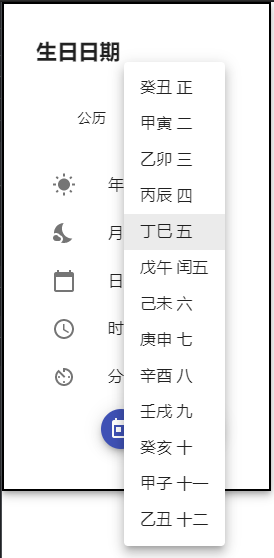 生日日期
公历
年
月
日
时
分
癸丑 正
甲寅 二
乙卯 三
丙辰 四
丁巳 五
戊午 闰五
己未 六
庚申 七
辛酉 八
壬戌 九
癸亥 十
甲子 十一
乙丑 十二